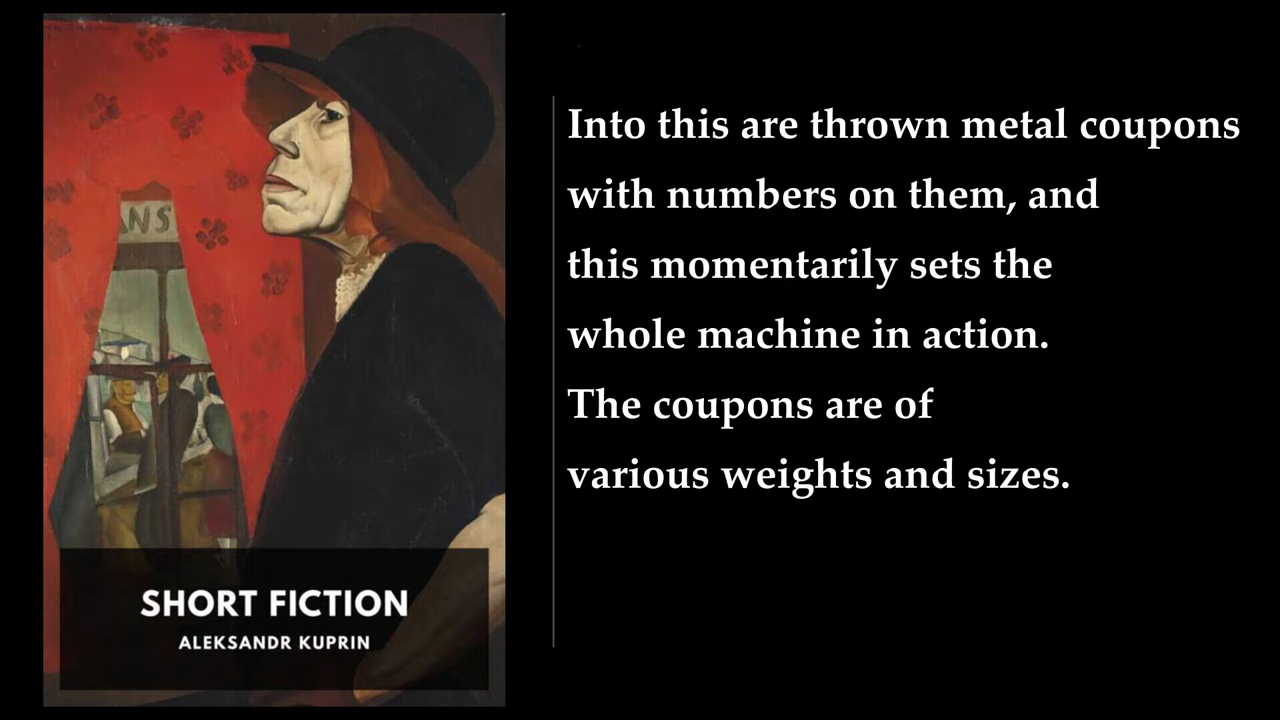 ANS
SHORT FICTION
ALEKSANDR KUPRIN
Into this are thrown metal coupons
with numbers on them, and
this momentarily sets the
whole machine in action.
The coupons are of
various weights and sizes.